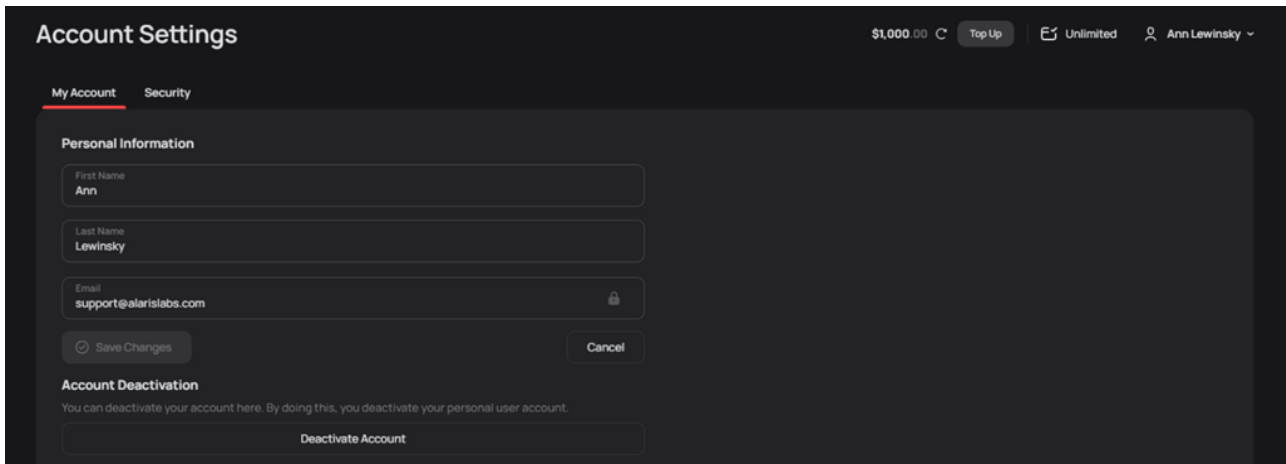 Account Settings
$1,000.00 Top Up Unlimited Ann Lewinsky
My Account Security
Personal Information
First Name
Ann
Last Name
Lewinsky
Email
support@alarislabs.com
Save Changes Cancel
Account Deactivation
You can deactivate your account here. By doing this, you deactivate your personal user account.
Deactivate Account